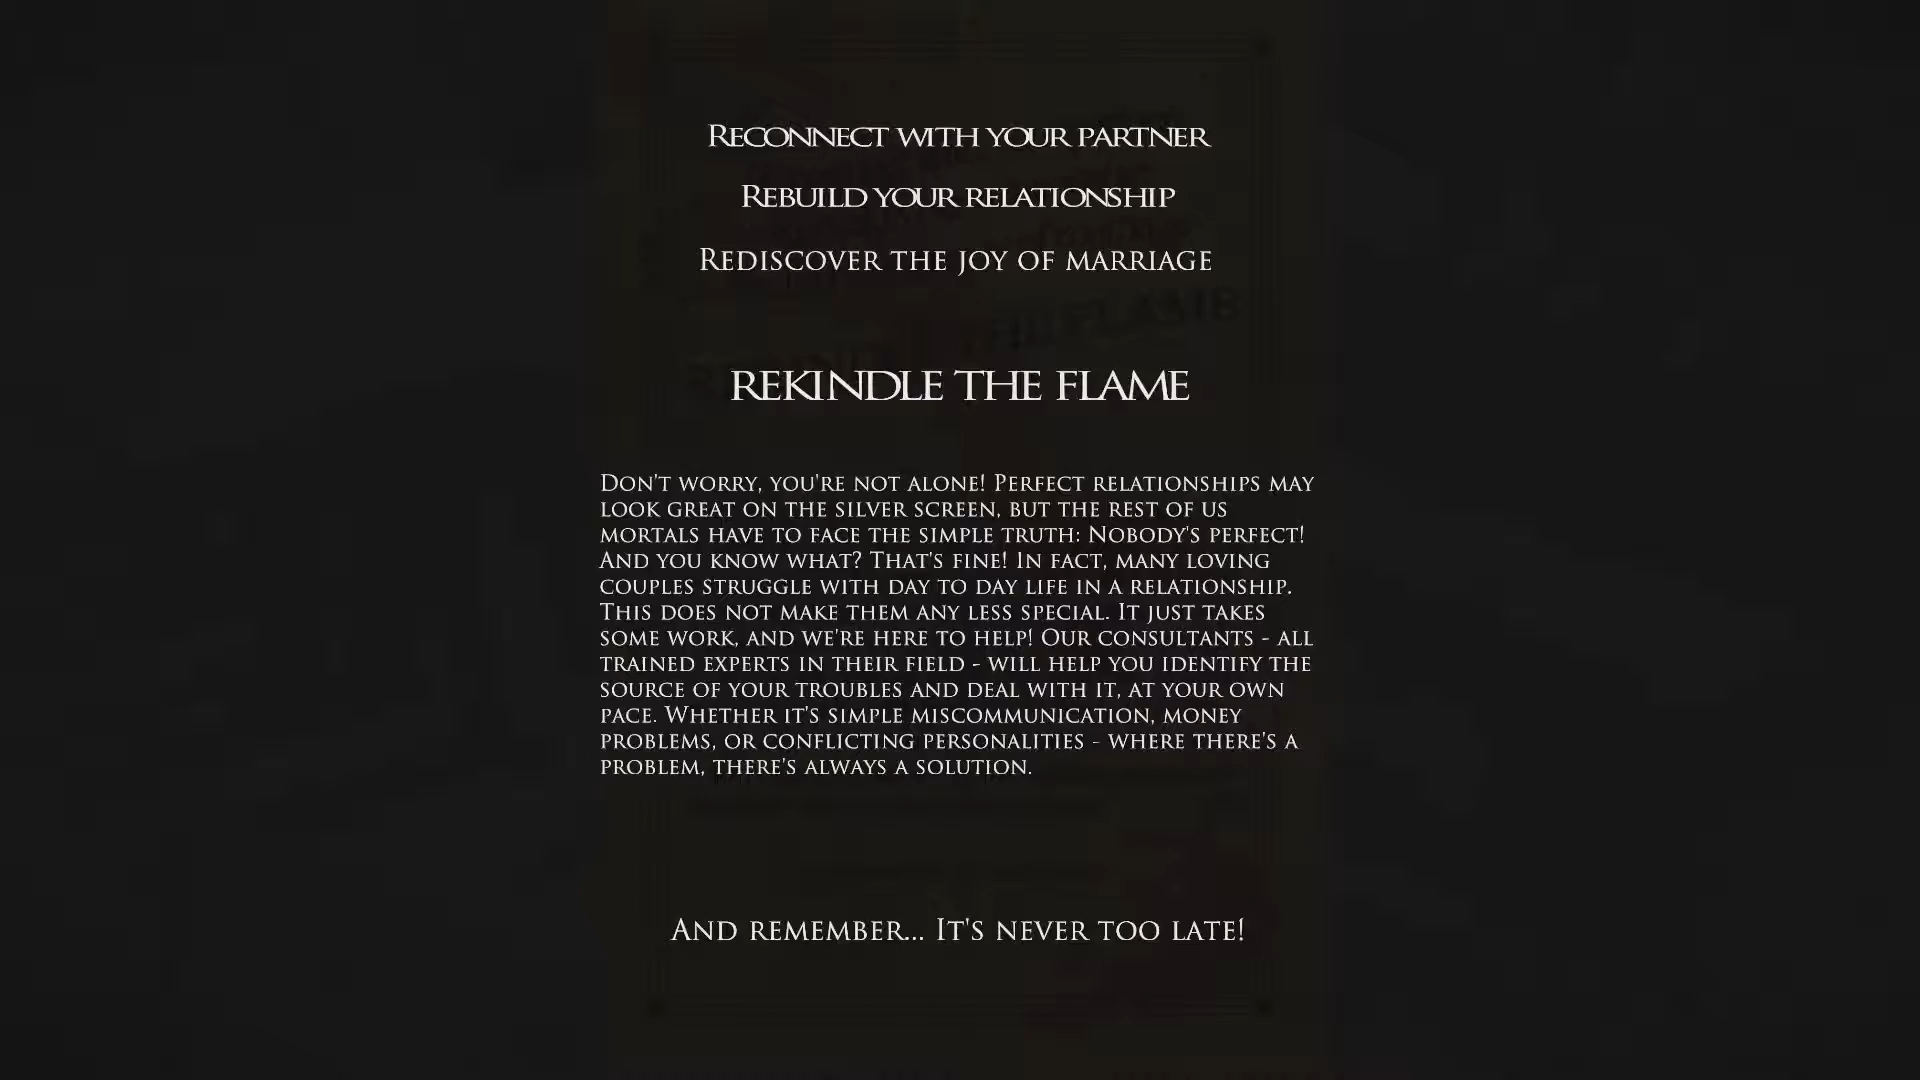 Reconnect with your partner
Rebuild your relationship
Rediscover the joy of marriage
REKINDLE THE FLAME
Don't worry, you're not alone! Perfect relationships may
look great on the silver screen, but the rest of us
mortals have to face the simple truth: Nobody's perfect!
And you know what? That's fine! In fact, many loving
couples struggle with day to day life in a relationship.
This does not make them any less special. It just takes
some work, and we're here to help! Our consultants - all
trained experts in their field - will help you identify the
source of your troubles and deal with it, at your own
pace. Whether it's simple miscommunication, money
problems, or conflicting personalities - where there's a
problem, there's always a solution.
And remember... It's never too late!